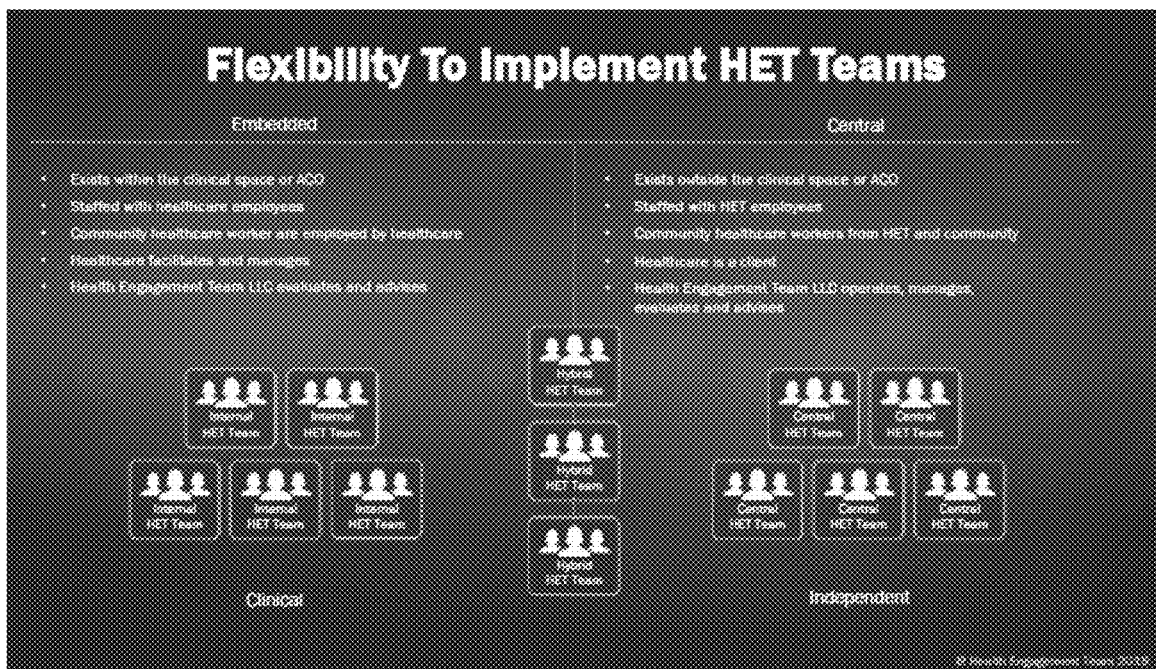 Flexibility To Implement HET Teams
Embedded
• Exists within the clinical space or ACO
• Staffed with healthcare employees
• Community healthcare worker are employed by healthcare
• Healthcare facilitates and manages
• Health Engagement Team LLC evaluates and advises
Central
• Exists outside the clinical space or ACO
• Staffed with HET employees
• Community healthcare workers from HET and community
• Healthcare is a client
• Health Engagement Team LLC operates, manages,
evaluates and advises
Internal
HET Team
Internal
HET Team
Internal
HET Team
Internal
HET Team
Internal
HET Team
Clinical
Hybrid
HET Team
Hybrid
HET Team
Hybrid
HET Team
Central
HET Team
Central
HET Team
Central
HET Team
Central
HET Team
Central
HET Team
Independent
© Health Engagement Team